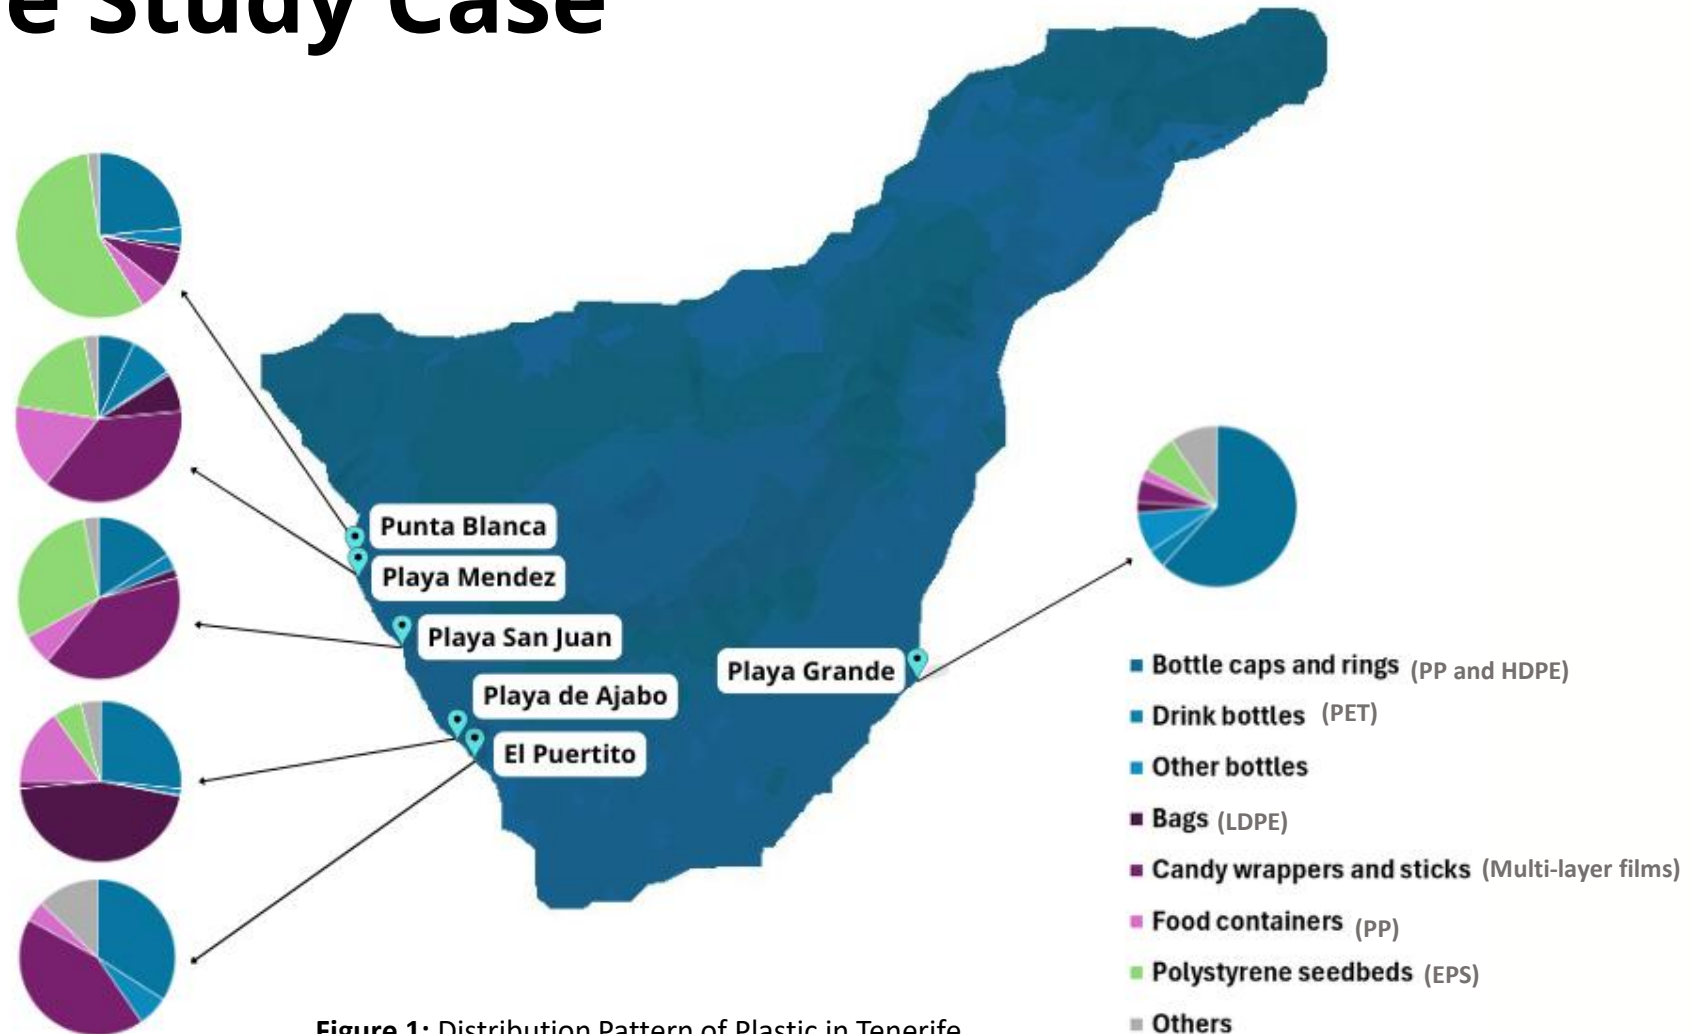 e Study Case
Punta Blanca
Playa Mendez
Playa San Juan
Playa de Ajabo
El Puertito
Playa Grande
Bottle caps and rings (PP and HDPE)
Drink bottles (PET)
Other bottles
Bags (LDPE)
Candy wrappers and sticks (Multi-layer films)
Food containers (PP)
Polystyrene seedbeds (EPS)
Others
Figure 1: Distribution Pattern of Plastic in Tenerife